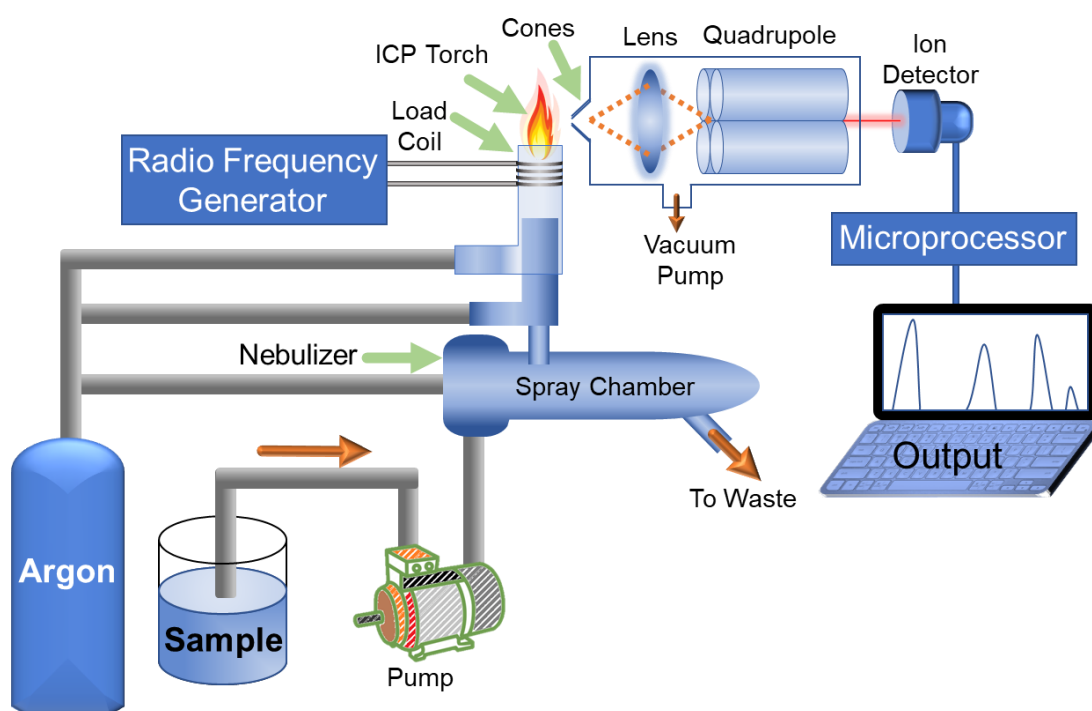 Cones
ICP Torch
Lens
Quadrupole
Ion
Detector
Load
Coil
Radio Frequency
Generator
Vacuum
Pump
Microprocessor
Nebulizer
Spray Chamber
Output
To Waste
Argon
Sample
Pump